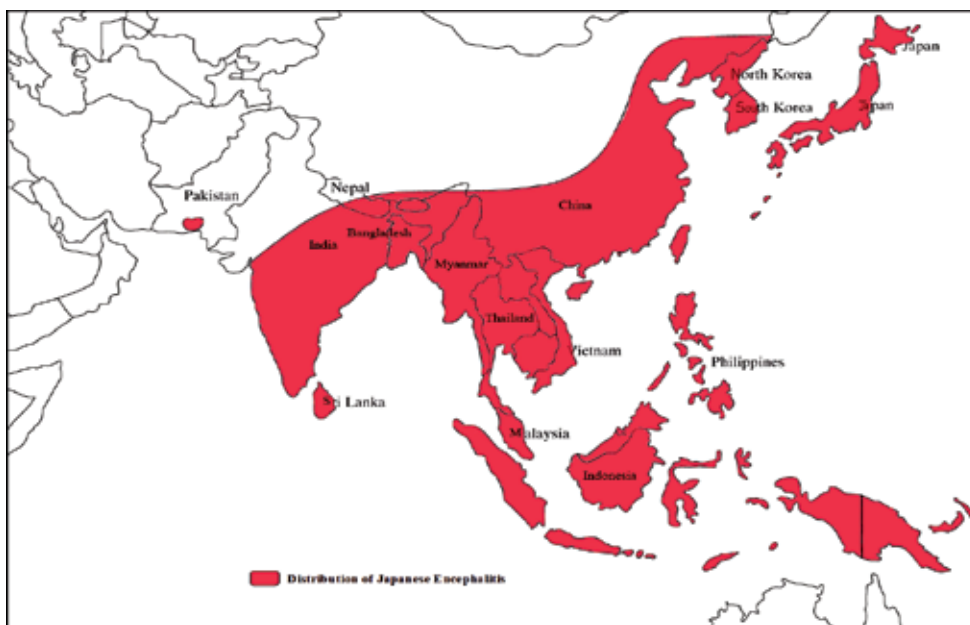 Japan
North Korea
South Korea
Japan
Nepal
Pakistan
China
India
Bangladesh
Myanmar
Thailand
Vietnam
Philippines
Sri Lanka
Malaysia
Indonesia
Distribution of Japanese Encephalitis